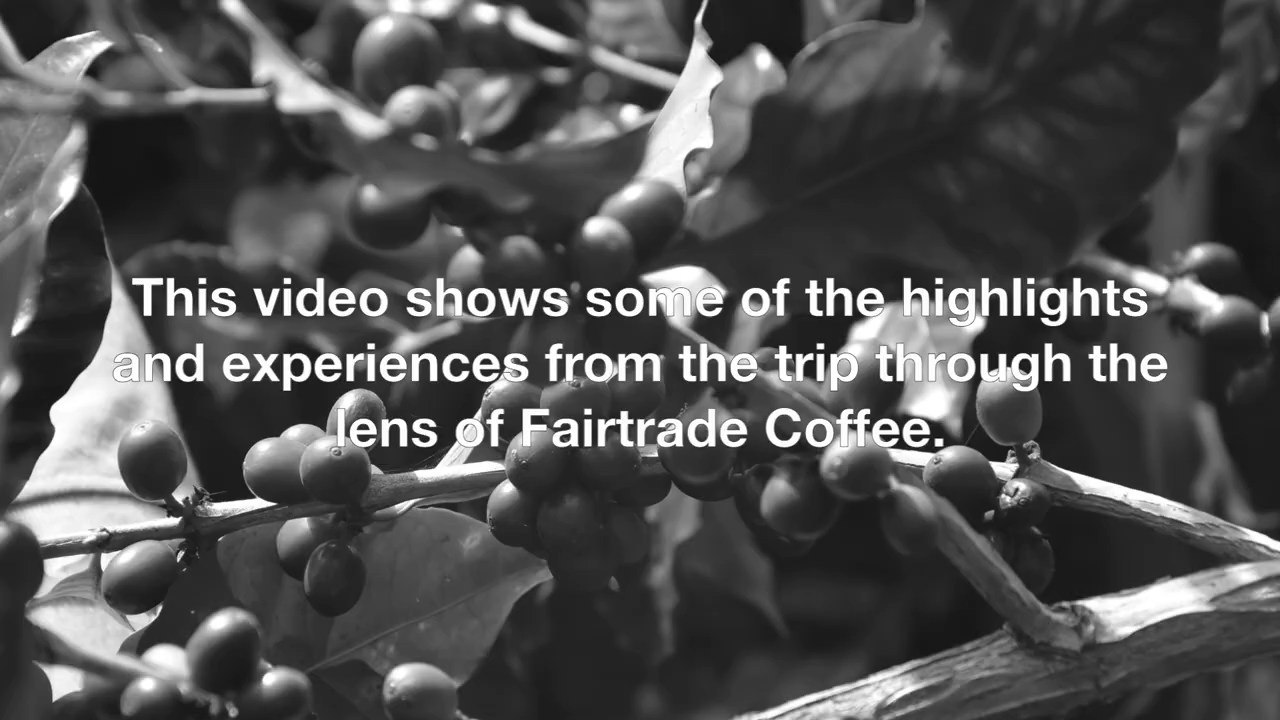 This video shows some of the highlights
and experiences from the trip through the
lens of Fairtrade Coffee.